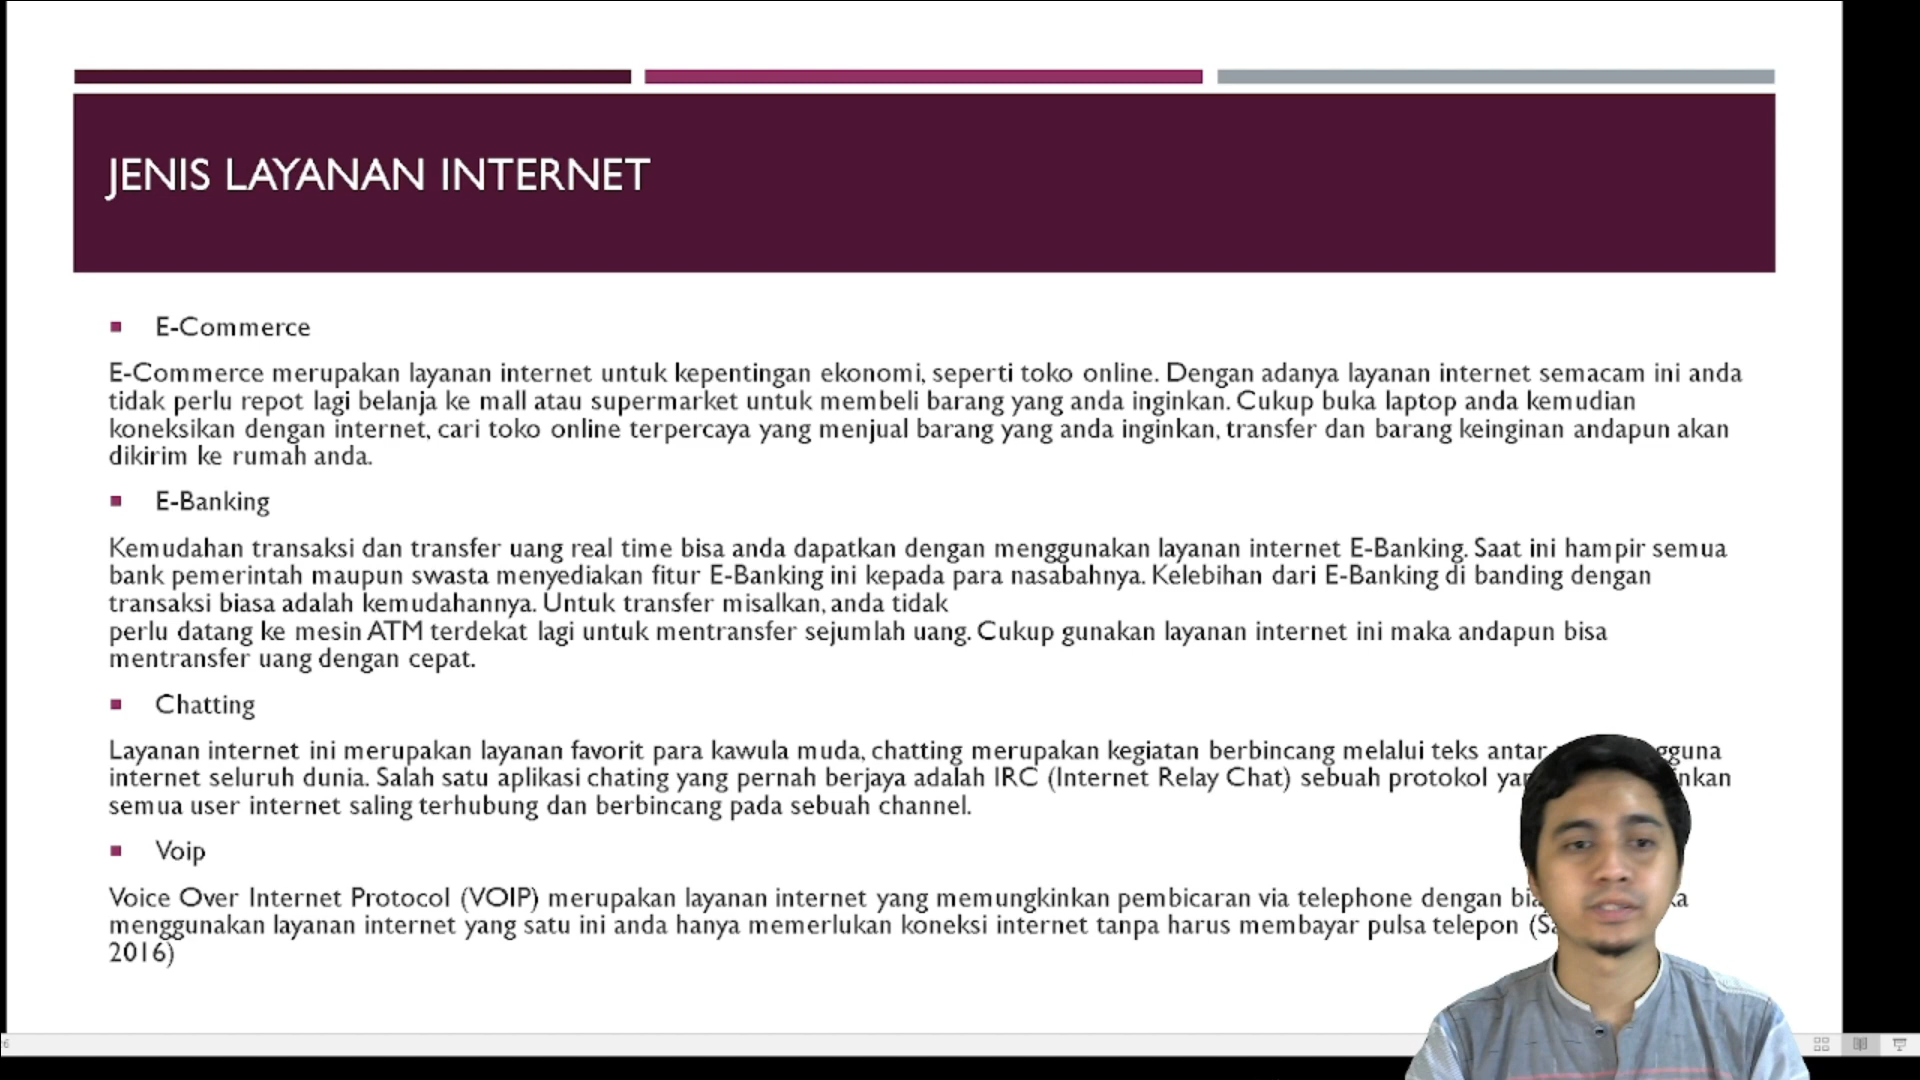 JENIS LAYANAN INTERNET
E-Commerce
E-Commerce merupakan layanan internet untuk kepentingan ekonomi, seperti toko online. Dengan adanya layanan internet semacam ini anda
tidak perlu repot lagi belanja ke mall atau supermarket untuk membeli barang yang anda inginkan. Cukup buka laptop anda kemudian
koneksikan dengan internet, cari toko online terpercaya yang menjual barang yang anda inginkan, transfer dan barang keinginan andapun akan
dikirim ke rumah anda.
E-Banking
Kemudahan transaksi dan transfer uang real time bisa anda dapatkan dengan menggunakan layanan internet E-Banking. Saat ini hampir semua
bank pemerintah maupun swasta menyediakan fitur E-Banking ini kepada para nasabahnya. Kelebihan dari E-Banking di banding dengan
transaksi biasa adalah kemudahannya. Untuk transfer misalkan, anda tidak
perlu datang ke mesin ATM terdekat lagi untuk mentransfer sejumlah uang. Cukup gunakan layanan internet ini maka andapun bisa
mentransfer uang dengan cepat.
Chatting
Layanan internet ini merupakan layanan favorit para kawula muda, chatting merupakan kegiatan berbincang melalui teks antar
internet seluruh dunia. Salah satu aplikasi chating yang pernah berjaya adalah IRC (Internet Relay Chat) sebuah protokol
semua user internet saling terhubung dan berbincang pada sebuah channel.
Voip
Voice Over Internet Protocol (VOIP) merupakan layanan internet yang memungkinkan pembicaran via telephone dengan
menggunakan layanan internet yang satu ini anda hanya memerlukan koneksi internet tanpa harus membayar pulsa telepon
2016)